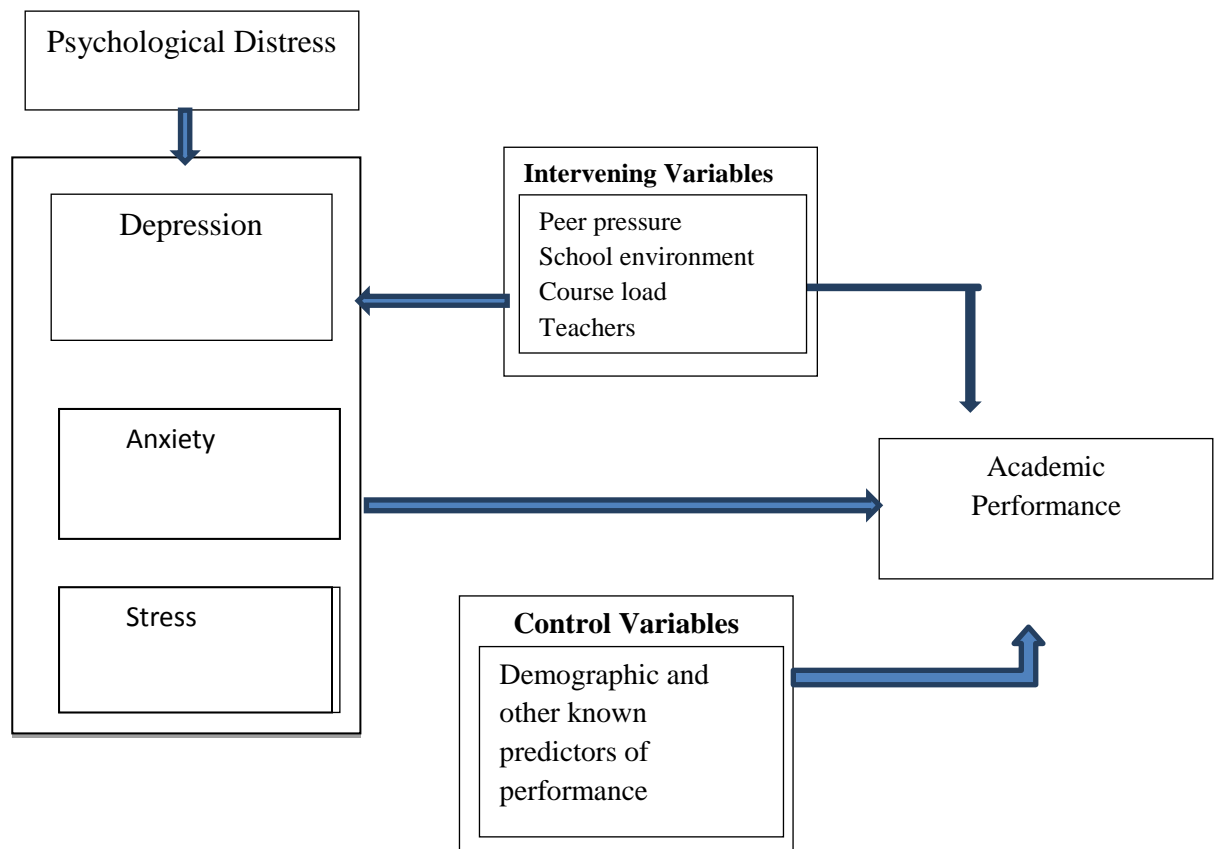 Psychological Distress
Depression
Anxiety
Stress
Intervening Variables
Peer pressure
School environment
Course load
Teachers
Academic
Performance
Control Variables
Demographic and
other known
predictors of
performance